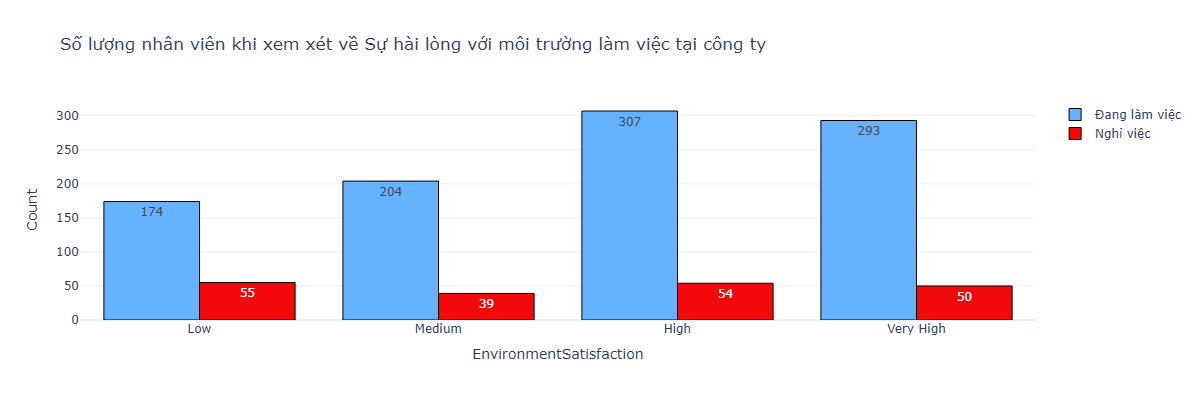 Số lượng nhân viên khi xem xét về Sự hài lòng với môi trường làm việc tại công ty
Đang làm việc
Nghỉ việc
Count
300
250
200
150
100
50
0
174
55
204
39
307
54
293
50
Low
Medium
High
Very High
EnvironmentSatisfaction